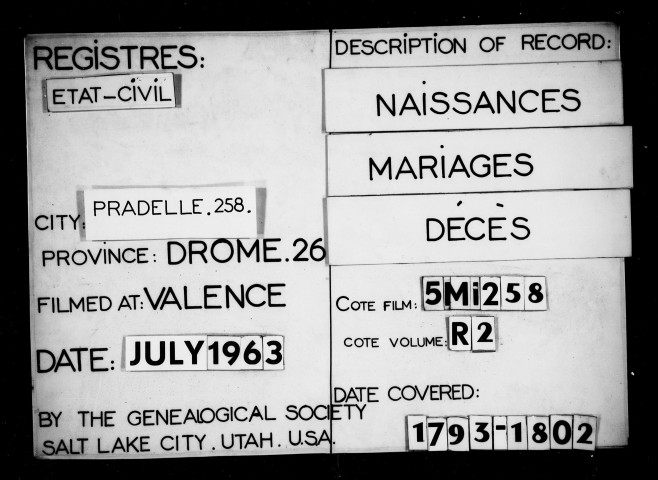 REGISTRES:
ETAT-CIVIL
CITY: PRADELLE.258.
PROVINCE: DROME.26
FILMED AT: VALENCE
DATE: JULY 1963
BY THE GENEALOGICAL SOCIETY
SALT LAKE CITY. UTAH. U.S.A.
DESCRIPTION OF RECORD:
NAISSANCES
MARIAGES
DÉCÈS
COTE FILM: 5Mi258
COTE VOLUME: R2
DATE COVERED:
1793-1802